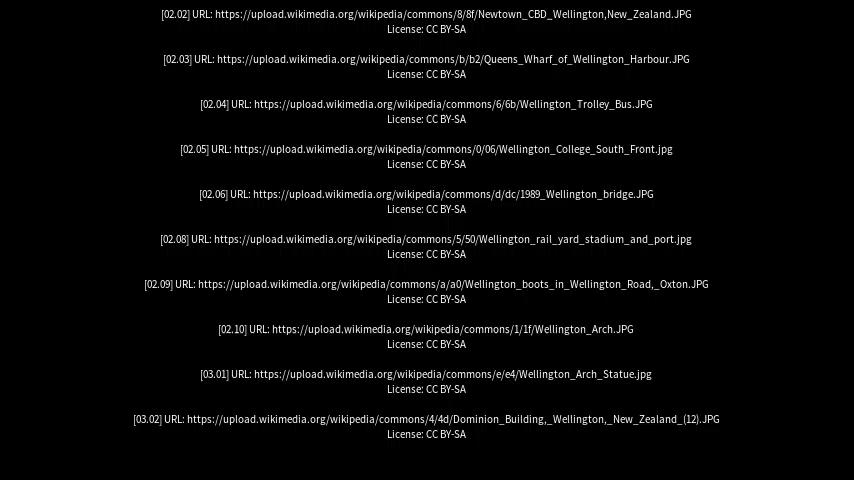 [02.02] URL: https://upload.wikimedia.org/wikipedia/commons/8/8f/Newtown_CBD_Wellington,New_Zealand.JPG
License: CC BY-SA
[02.03] URL: https://upload.wikimedia.org/wikipedia/commons/b/b2/Queens_Wharf_of_Wellington_Harbour.JPG
License: CC BY-SA
[02.04] URL: https://upload.wikimedia.org/wikipedia/commons/6/6b/Wellington_Trolley_Bus.JPG
License: CC BY-SA
[02.05] URL: https://upload.wikimedia.org/wikipedia/commons/0/06/Wellington_College_South_Front.jpg
License: CC BY-SA
[02.06] URL: https://upload.wikimedia.org/wikipedia/commons/d/dc/1989_Wellington_bridge.JPG
License: CC BY-SA
[02.08] URL: https://upload.wikimedia.org/wikipedia/commons/5/50/Wellington_rail_yard_stadium_and_port.jpg
License: CC BY-SA
[02.09] URL: https://upload.wikimedia.org/wikipedia/commons/a/a0/Wellington_boots_in_Wellington_Road,_Oxton.JPG
License: CC BY-SA
[02.10] URL: https://upload.wikimedia.org/wikipedia/commons/1/1f/Wellington_Arch.JPG
License: CC BY-SA
[03.01] URL: https://upload.wikimedia.org/wikipedia/commons/e/e4/Wellington_Arch_Statue.jpg
License: CC BY-SA
[03.02] URL: https://upload.wikimedia.org/wikipedia/commons/4/4d/Dominion_Building,_Wellington,_New_Zealand_(12).JPG
License: CC BY-SA